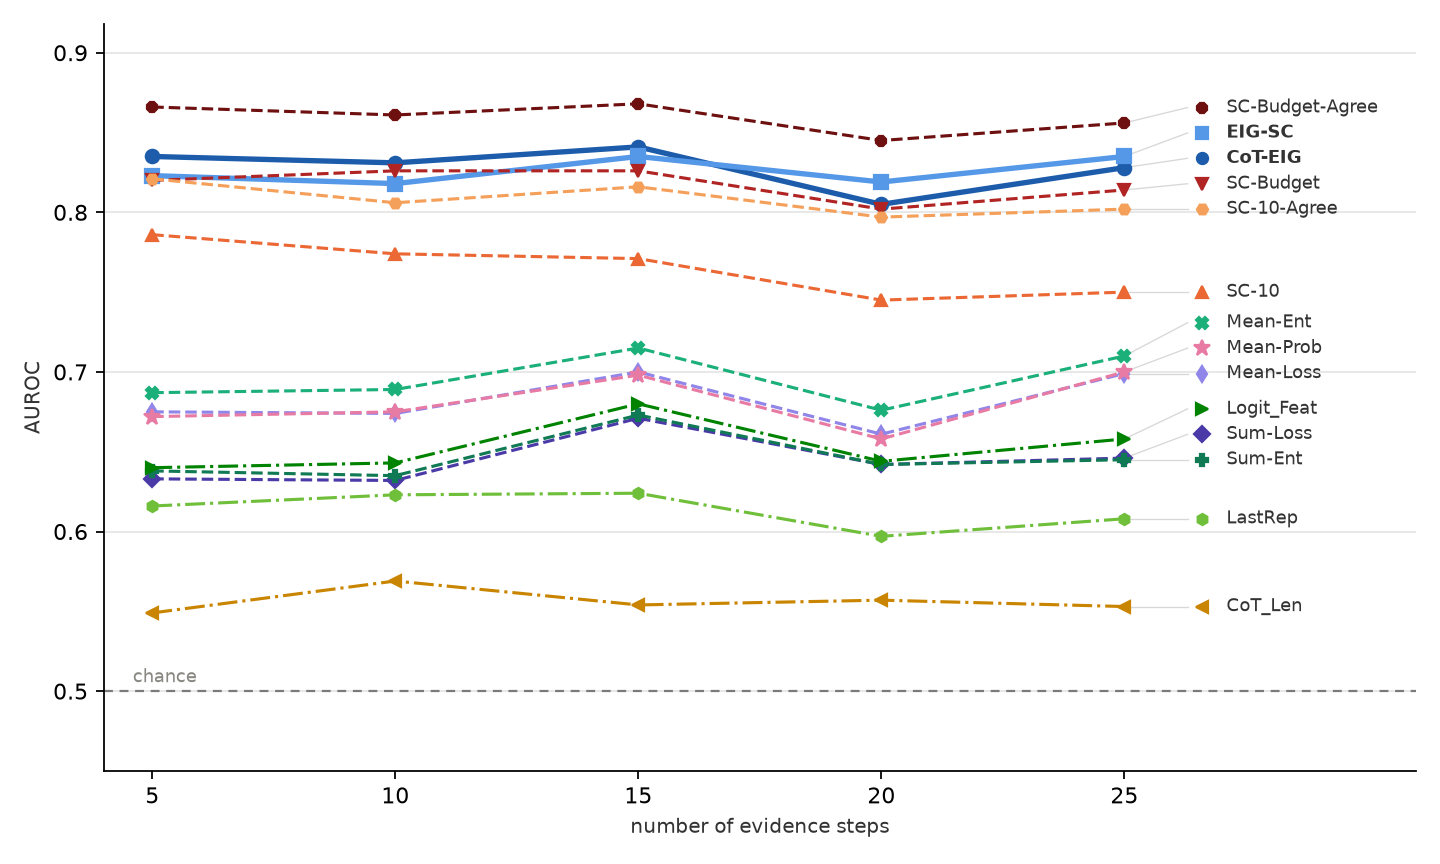 0.9
0.8
0.7
0.6
0.5
AUROC
chance
5
10
15
20
25
number of evidence steps
SC-Budget-Agree
EIG-SC
CoT-EIG
SC-Budget
SC-10-Agree
SC-10
Mean-Ent
Mean-Prob
Mean-Loss
Logit_Feat
Sum-Loss
Sum-Ent
LastRep
CoT_Len